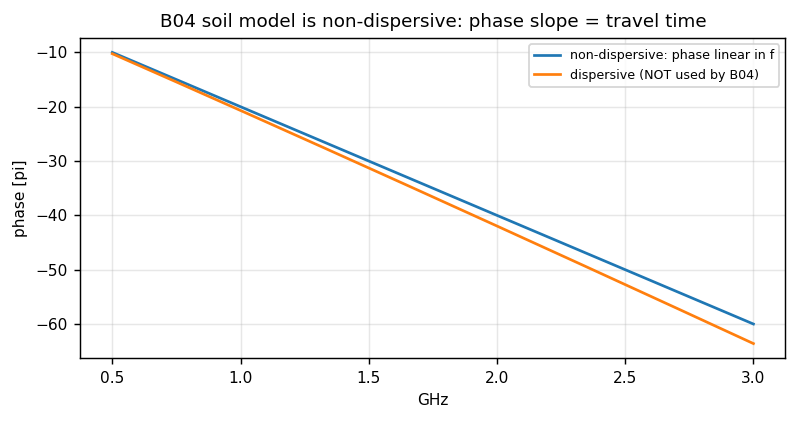 B04 soil model is non-dispersive: phase slope = travel time
non-dispersive: phase linear in f
dispersive (NOT used by B04)
phase [pi]
−10
−20
−30
−40
−50
−60
0.5
1.0
1.5
2.0
2.5
3.0
GHz